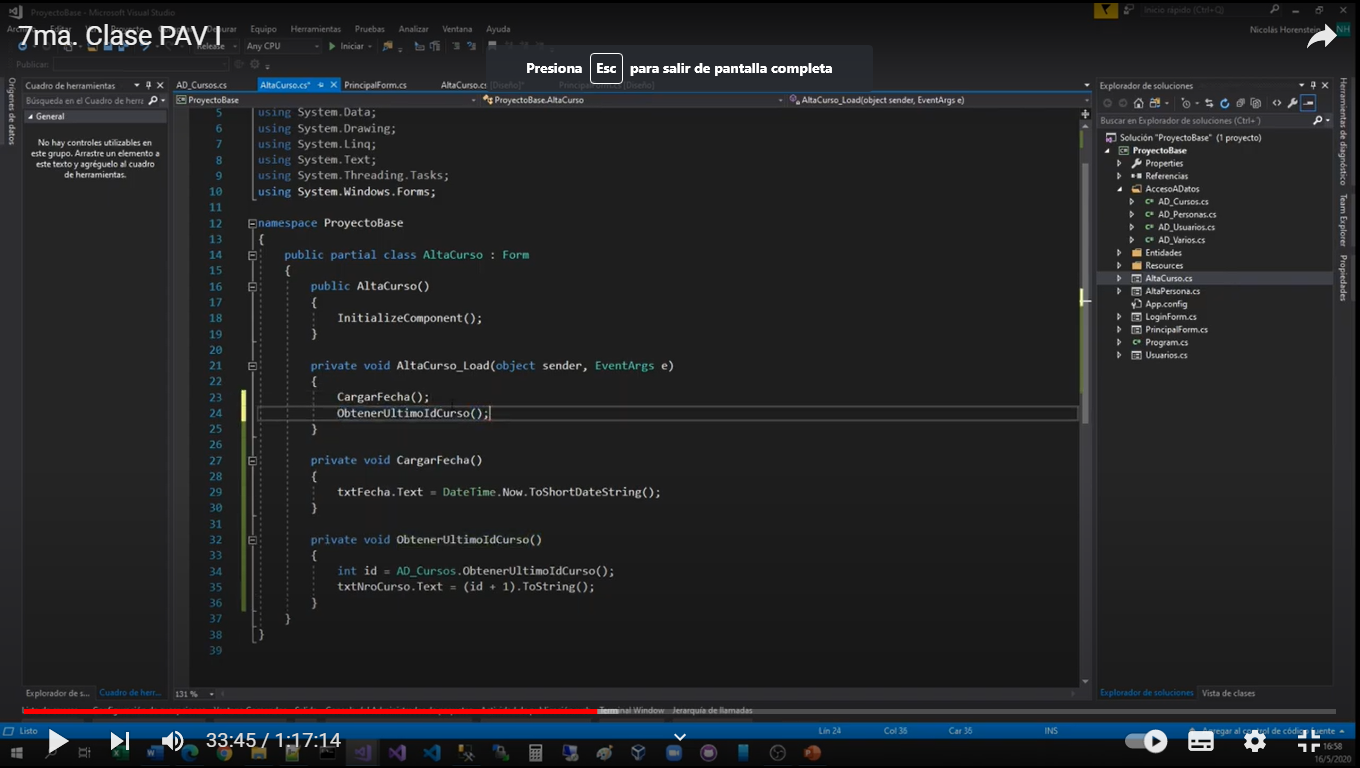 ProyectoBase - Microsoft Visual Studio
Inicio rápido (Ctrl+Q)
7ma. Clase PAV I
Depurar Equipo Herramientas Pruebas Analizar Ventana Ayuda
Nicolás Horenstein NH
Release Any CPU Iniciar
Publicar:
Presiona Esc para salir de pantalla completa
Orígenes de datos
Cuadro de herramientas
Búsqueda en el Cuadro de herra
General
No hay controles utilizables en
este grupo. Arrastre un elemento a
este texto y agréguelo al cuadro
de herramientas.
AD_Cursos.cs AltaCurso.cs* PrincipalForm.cs AltaCurso.cs [Diseño]* PrincipalForm.cs [Diseño]
ProyectoBase ProyectoBase.AltaCurso AltaCurso_Load(object sender, EventArgs e)
5 using System.Data;
6 using System.Drawing;
7 using System.Linq;
8 using System.Text;
9 using System.Threading.Tasks;
10 using System.Windows.Forms;
11
12 namespace ProyectoBase
13 {
14 public partial class AltaCurso : Form
15 {
16 public AltaCurso()
17 {
18 InitializeComponent();
19 }
20
21 private void AltaCurso_Load(object sender, EventArgs e)
22 {
23 CargarFecha();
24 ObtenerUltimoIdCurso();
25 }
26
27 private void CargarFecha()
28 {
29 txtFecha.Text = DateTime.Now.ToShortDateString();
30 }
31
32 private void ObtenerUltimoIdCurso()
33 {
34 int id = AD_Cursos.ObtenerUltimoIdCurso();
35 txtNroCurso.Text = (id + 1).ToString();
36 }
37 }
38 }
39
131 %
Explorador de soluciones
Buscar en Explorador de soluciones (Ctrl+´)
Solución "ProyectoBase" (1 proyecto)
ProyectoBase
Properties
Referencias
AccesoADatos
AD_Cursos.cs
AD_Personas.cs
AD_Usuarios.cs
AD_Varios.cs
Entidades
Resources
AltaCurso.cs
AltaPersona.cs
App.config
LoginForm.cs
PrincipalForm.cs
Program.cs
Usuarios.cs
Herramientas de diagnóstico
Team Explorer
Propiedades
Explorador de s... Cuadro de herr...
Explorador de soluciones Vista de clases
Terminal Window Jerarquía de llamadas
Listo Lín 24 Col 36 Car 36 INS Agregar al control de código fuente
33:45 / 1:17:14
16:58
16/5/2020